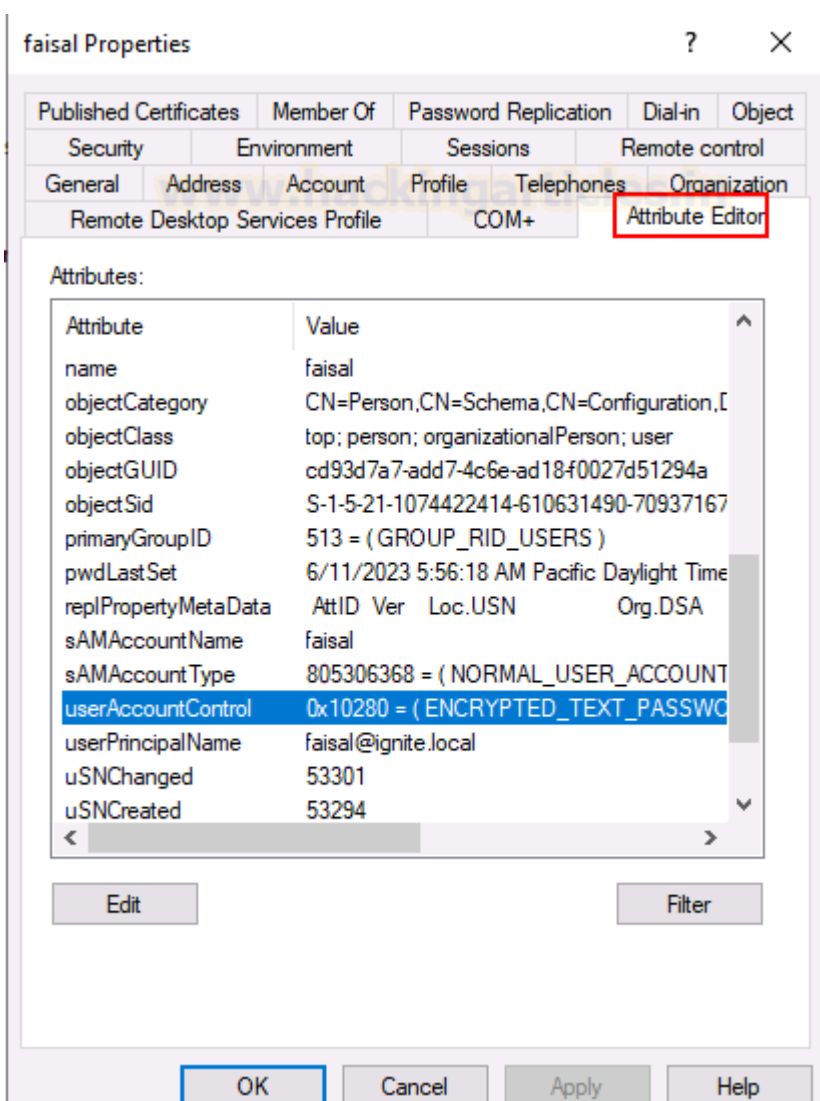 faisal Properties ? ×
Published Certificates Member Of Password Replication Dial-in Object
Security Environment Sessions Remote control
General Address Account Profile Telephones Organization
www.hackingarticles.in
Remote Desktop Services Profile COM+ Attribute Editor
Attributes:
Attribute Value
name faisal
objectCategory CN=Person,CN=Schema,CN=Configuration,D
objectClass top; person; organizationalPerson; user
objectGUID cd93d7a7-add7-4c6e-ad18-f0027d51294a
objectSid S-1-5-21-1074422414-610631490-70937167
primaryGroupID 513 = ( GROUP_RID_USERS )
pwdLastSet 6/11/2023 5:56:18 AM Pacific Daylight Time
replPropertyMetaData AttID Ver Loc.USN Org.DSA
sAMAccountName faisal
sAMAccountType 805306368 = ( NORMAL_USER_ACCOUNT
userAccountControl 0x10280 = ( ENCRYPTED_TEXT_PASSWO
userPrincipalName faisal@ignite.local
uSNChanged 53301
uSNCreated 53294
Edit Filter
OK Cancel Apply Help